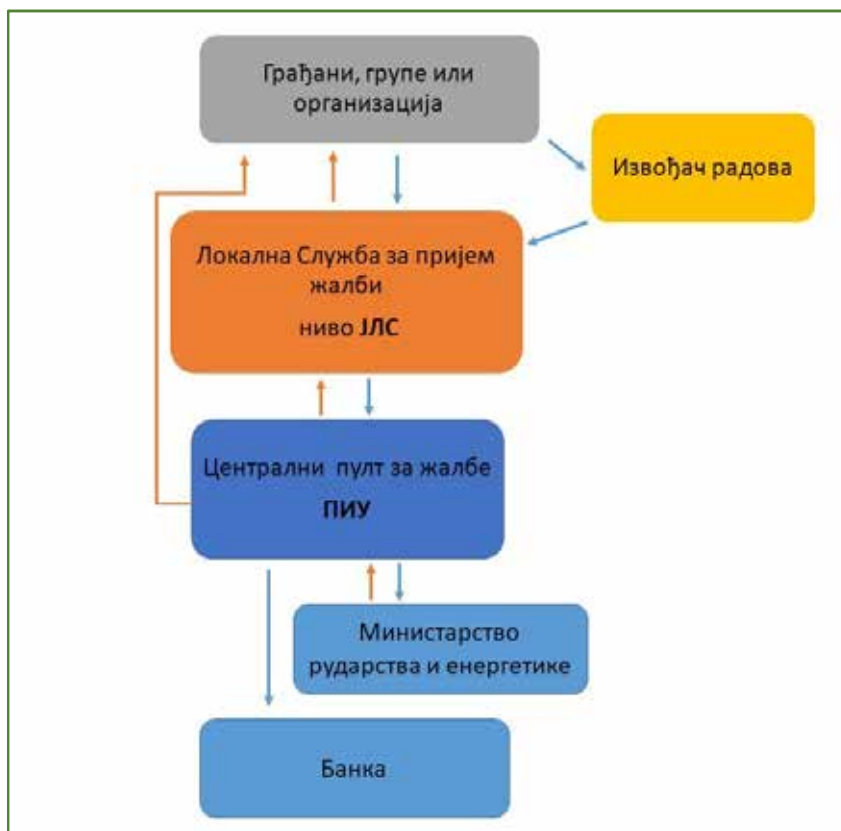 Грађани, групе или
организација
Извођач радова
Локална Служба за пријем
жалби
ниво ЈЛС
Централни пулт за жалбе
ПИУ
Министарство
рударства и енергетике
Банка